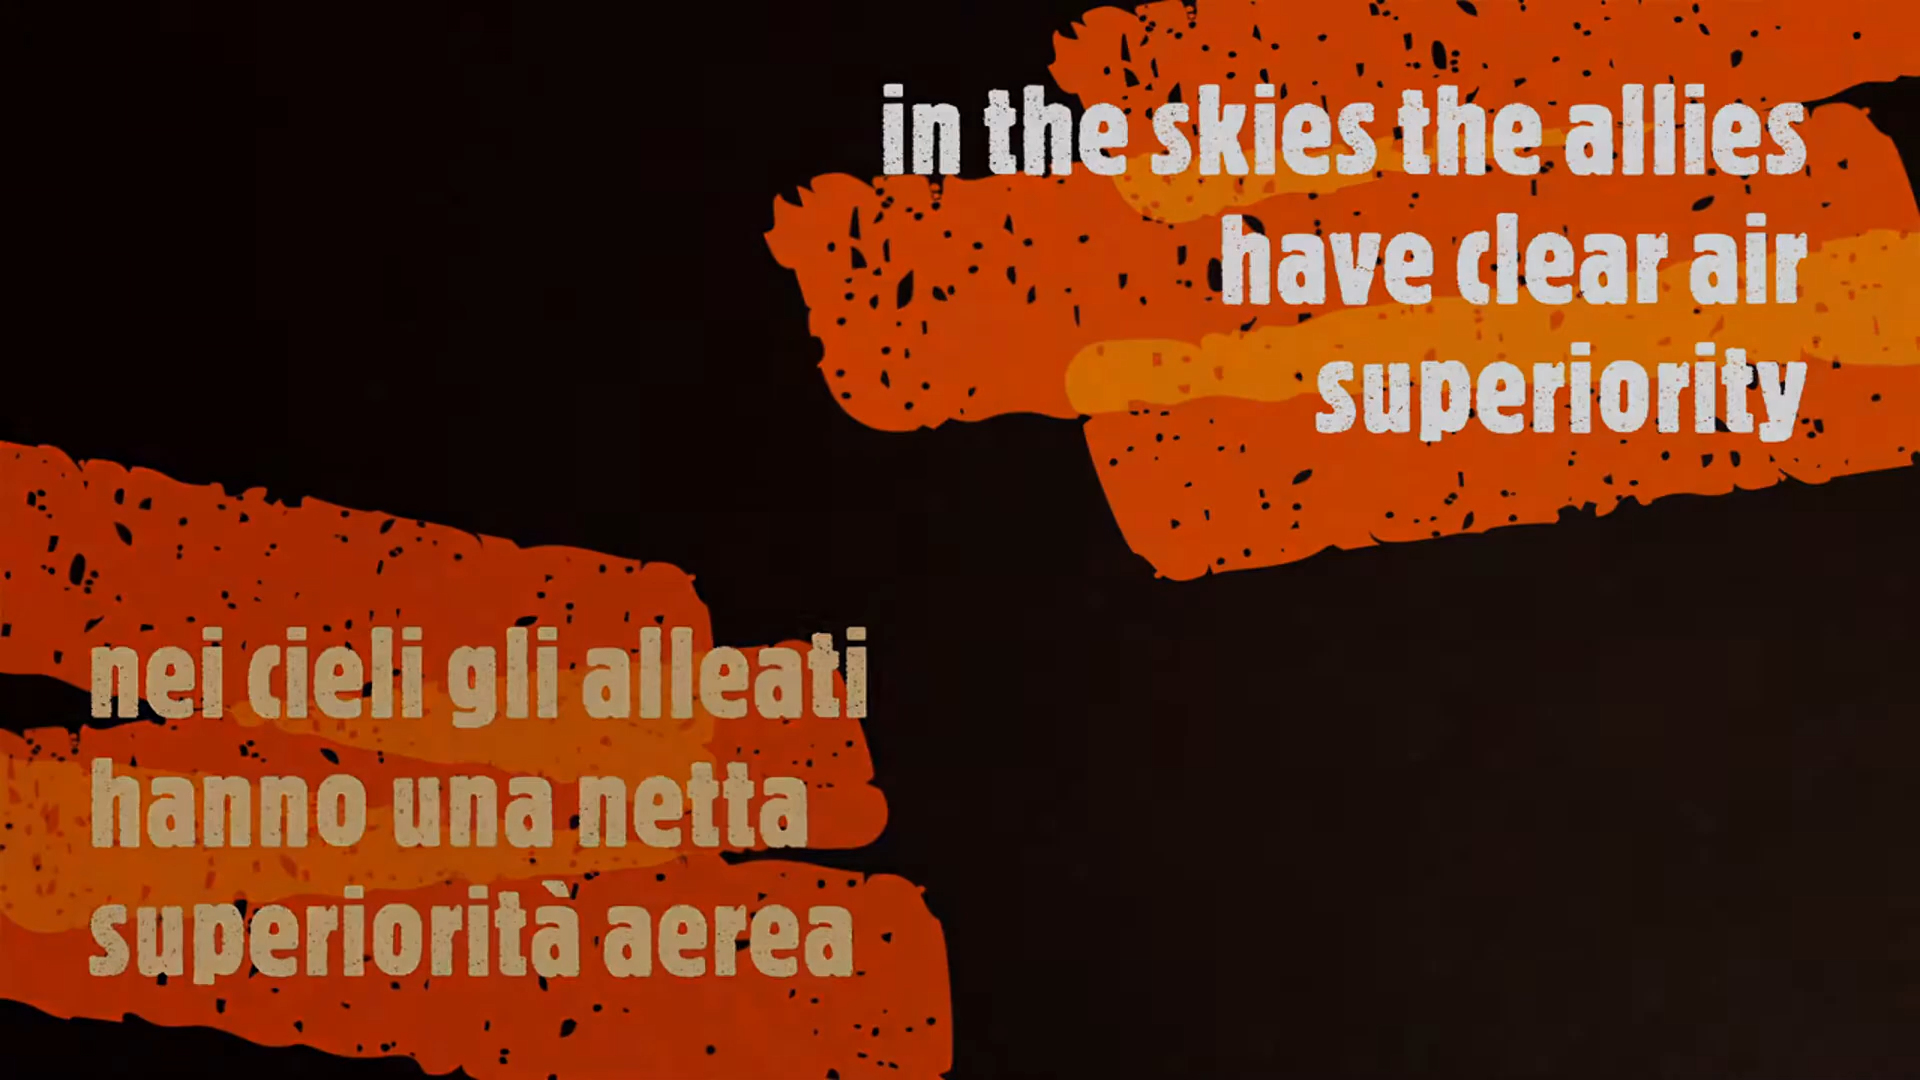 in the skies the allies
have clear air
superiority
nei cieli gli alleati
hanno una netta
superiorità aerea